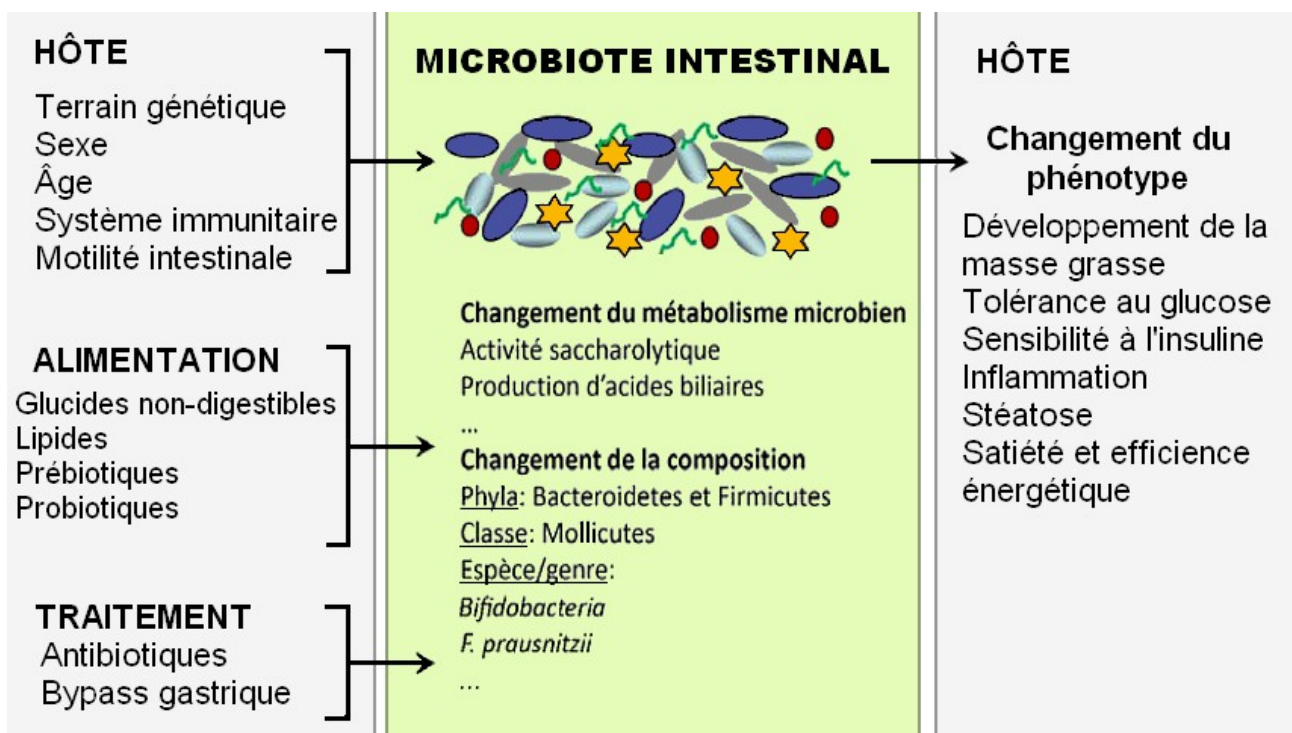 HÔTE
Terrain génétique
Sexe
Âge
Système immunitaire
Motilité intestinale
ALIMENTATION
Glucides non-digestibles
Lipides
Prébiotiques
Probiotiques
TRAITEMENT
Antibiotiques
Bypass gastrique
MICROBIOTE INTESTINAL
Changement du métabolisme microbien
Activité saccharolytique
Production d'acides biliaires
...
Changement de la composition
Phyla: Bacteroidetes et Firmicutes
Classe: Mollicutes
Espèce/genre:
Bifidobacteria
F. prausnitzii
...
HÔTE
Changement du
phénotype
Développement de la
masse grasse
Tolérance au glucose
Sensibilité à l'insuline
Inflammation
Stéatose
Satiété et efficience
énergétique